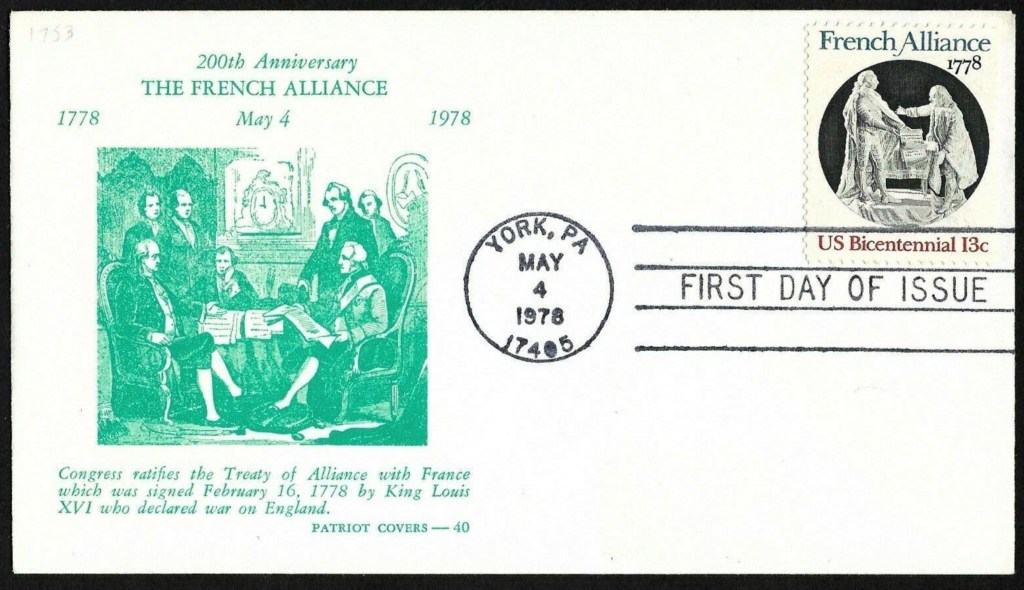 1753
200th Anniversary
THE FRENCH ALLIANCE
1778 May 4 1978
Congress ratifies the Treaty of Alliance with France
which was signed February 16, 1778 by King Louis
XVI who declared war on England.
PATRIOT COVERS — 40
French Alliance
1778
US Bicentennial 13c
YORK, PA
MAY
4
1978
17405
FIRST DAY OF ISSUE